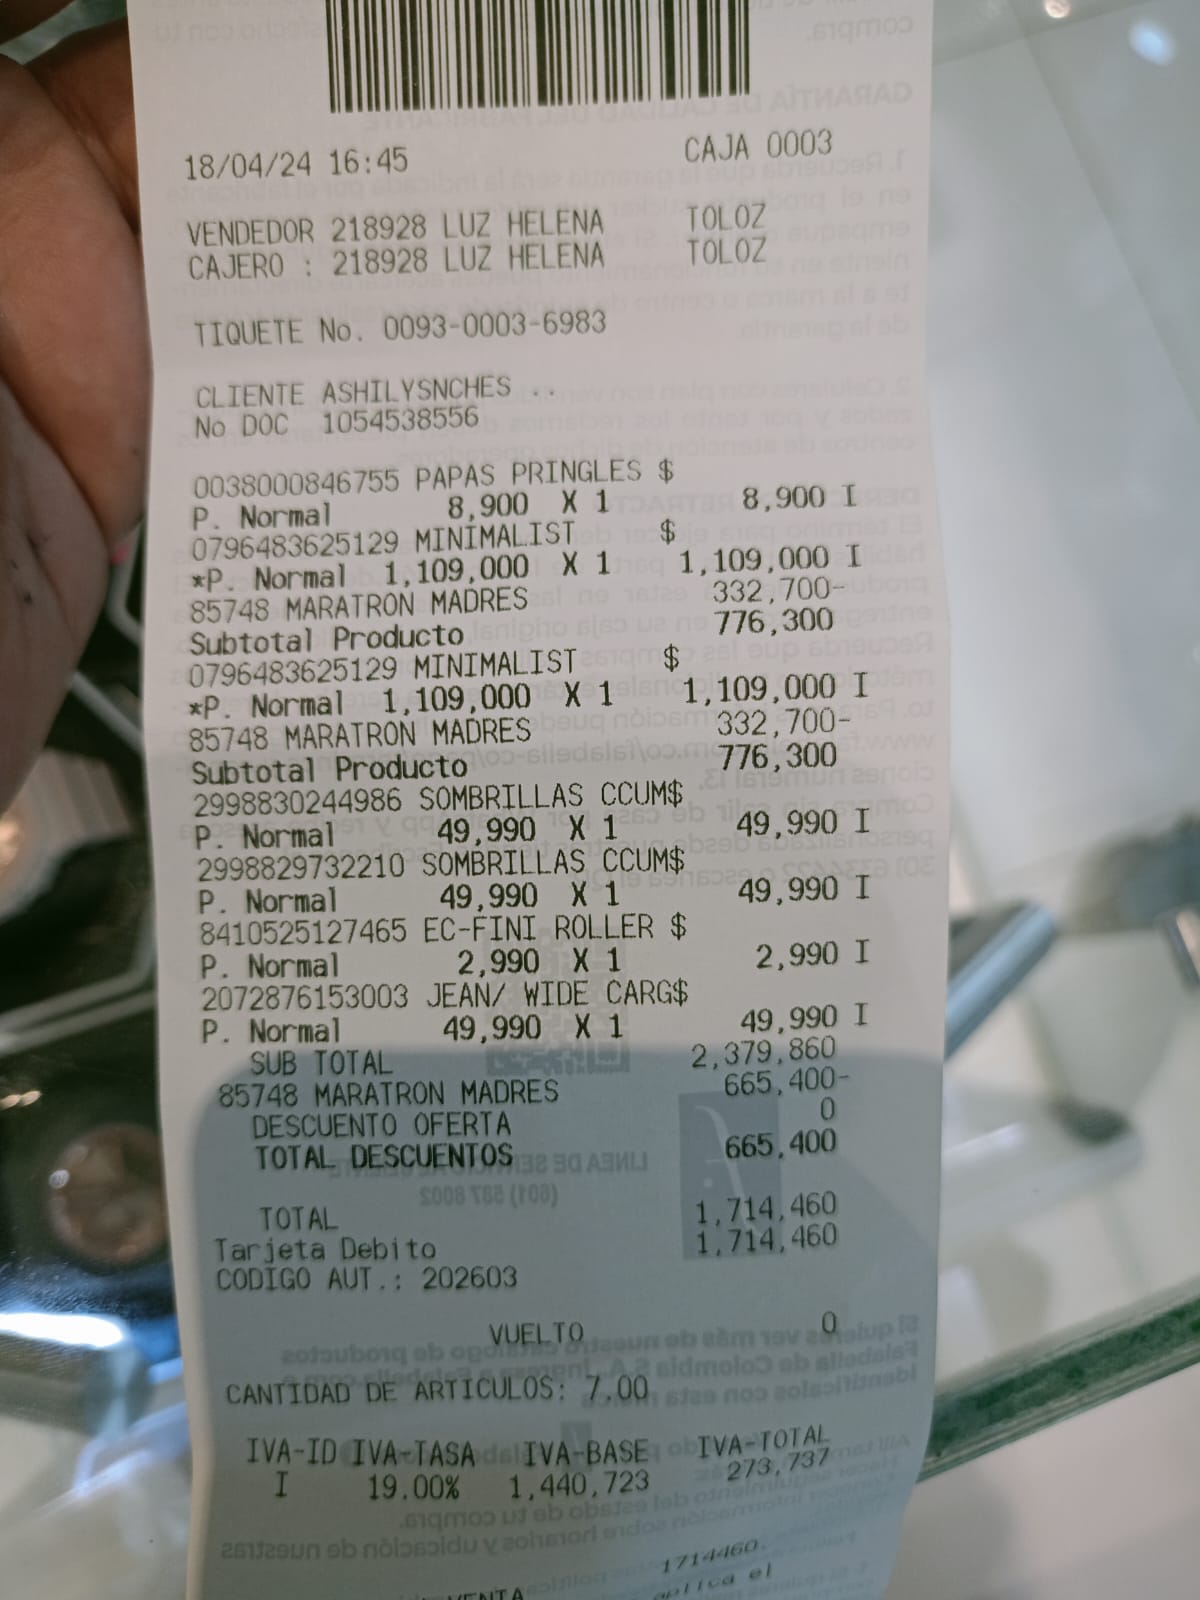 18/04/24 16:45 CAJA 0003
VENDEDOR 218928 LUZ HELENA TOLOZ
CAJERO : 218928 LUZ HELENA TOLOZ
TIQUETE No. 0093-0003-6983
CLIENTE ASHILYSNCHES ..
No DOC 1054538556
0038000846755 PAPAS PRINGLES $
P. Normal 8,900 X 1 8,900 I
0796483625129 MINIMALIST $
*P. Normal 1,109,000 X 1 1,109,000 I
85748 MARATRON MADRES 332,700-
Subtotal Producto 776,300
0796483625129 MINIMALIST $
*P. Normal 1,109,000 X 1 1,109,000 I
85748 MARATRON MADRES 332,700-
Subtotal Producto 776,300
2998830244986 SOMBRILLAS CCUM$
P. Normal 49,990 X 1 49,990 I
2998829732210 SOMBRILLAS CCUM$
P. Normal 49,990 X 1 49,990 I
8410525127465 EC-FINI ROLLER $
P. Normal 2,990 X 1 2,990 I
2072876153003 JEAN/ WIDE CARG$
P. Normal 49,990 X 1 49,990 I
SUB TOTAL 2,379,860
85748 MARATRON MADRES 665,400-
DESCUENTO OFERTA 0
TOTAL DESCUENTOS 665,400
TOTAL 1,714,460
Tarjeta Debito 1,714,460
CODIGO AUT.: 202603
VUELTO 0
CANTIDAD DE ARTICULOS: 7.00
IVA-ID IVA-TASA IVA-BASE IVA-TOTAL
I 19.00% 1,440,723 273,737
1714460.
el